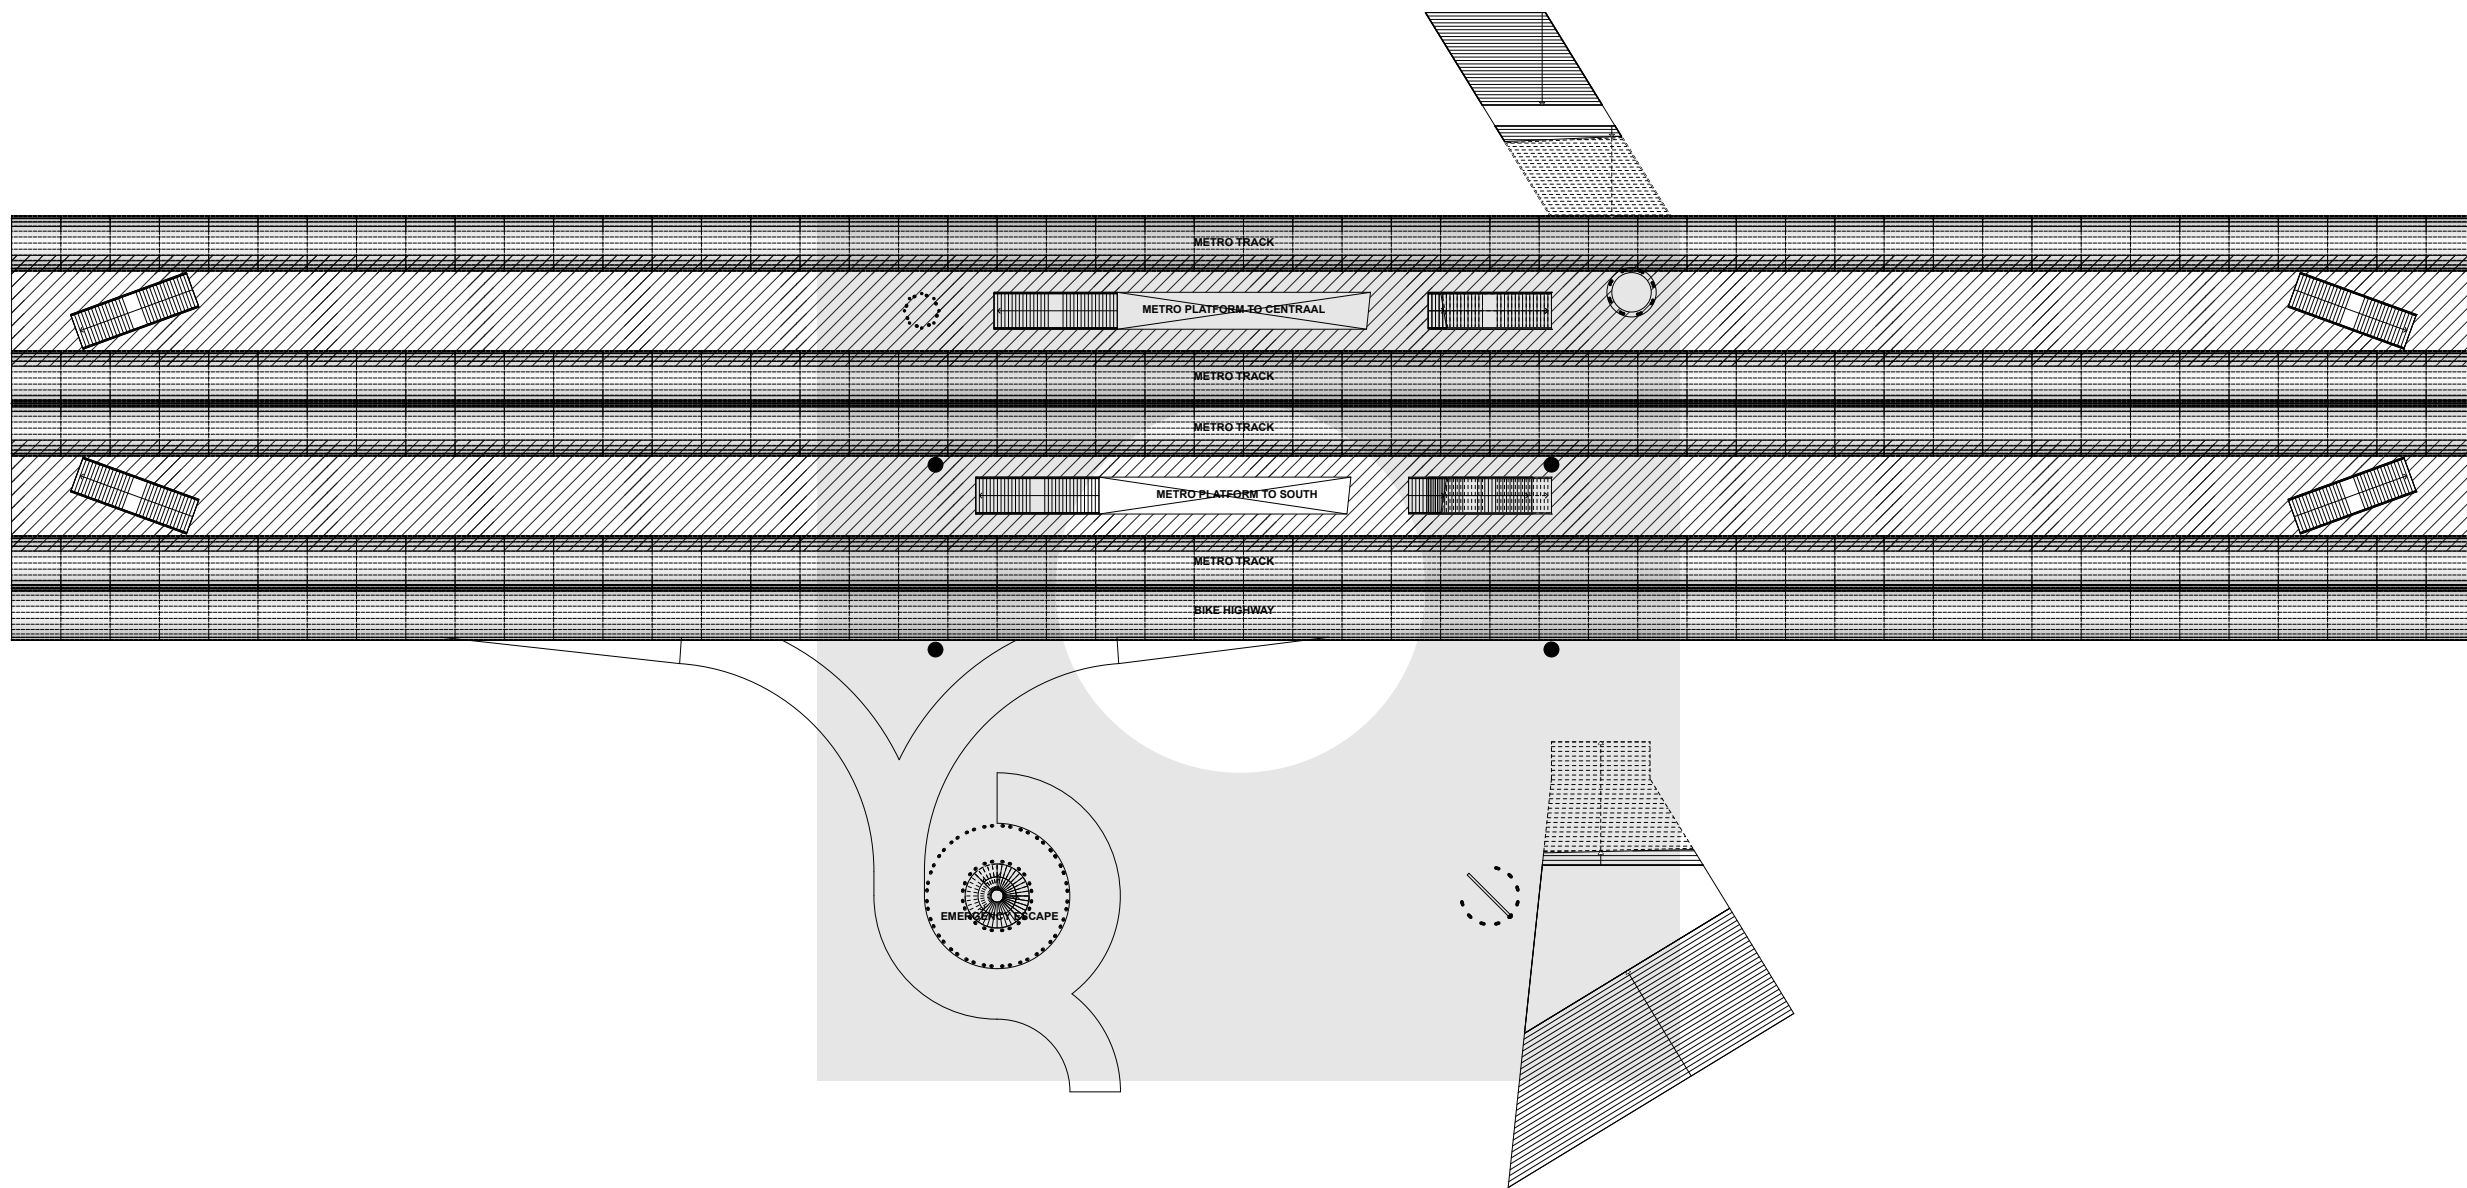 METRO TRACK
METRO PLATFORM TO CENTRAAL
METRO TRACK
METRO TRACK
METRO PLATFORM TO SOUTH
METRO TRACK
BIKE HIGHWAY
EMERGENCY ESCAPE